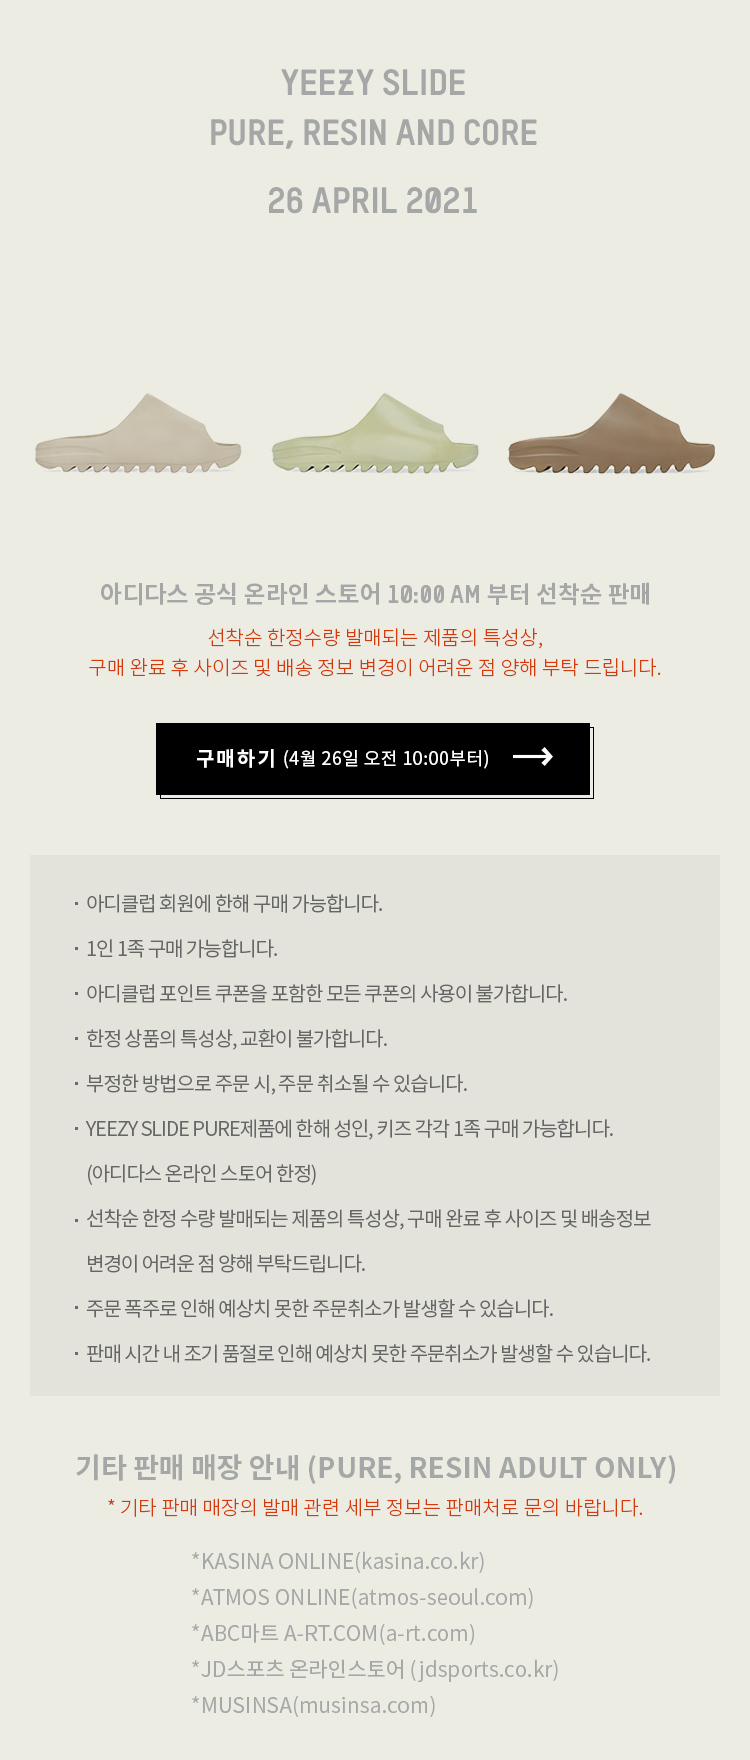 YEEZY SLIDE
PURE, RESIN AND CORE
26 APRIL 2021
아디다스 공식 온라인 스토어 10:00 AM 부터 선착순 판매
선착순 한정수량 발매되는 제품의 특성상,
구매 완료 후 사이즈 및 배송 정보 변경이 어려운 점 양해 부탁 드립니다.
구매하기 (4월 26일 오전 10:00부터) →
· 아디클럽 회원에 한해 구매 가능합니다.
· 1인 1족 구매 가능합니다.
· 아디클럽 포인트 쿠폰을 포함한 모든 쿠폰의 사용이 불가합니다.
· 한정 상품의 특성상, 교환이 불가합니다.
· 부정한 방법으로 주문 시, 주문 취소될 수 있습니다.
· YEEZY SLIDE PURE제품에 한해 성인, 키즈 각각 1족 구매 가능합니다.
(아디다스 온라인 스토어 한정)
· 선착순 한정 수량 발매되는 제품의 특성상, 구매 완료 후 사이즈 및 배송정보
변경이 어려운 점 양해 부탁드립니다.
· 주문 폭주로 인해 예상치 못한 주문취소가 발생할 수 있습니다.
· 판매 시간 내 조기 품절로 인해 예상치 못한 주문취소가 발생할 수 있습니다.
기타 판매 매장 안내 (PURE, RESIN ADULT ONLY)
* 기타 판매 매장의 발매 관련 세부 정보는 판매처로 문의 바랍니다.
*KASINA ONLINE(kasina.co.kr)
*ATMOS ONLINE(atmos-seoul.com)
*ABC마트 A-RT.COM(a-rt.com)
*JD스포츠 온라인스토어 (jdsports.co.kr)
*MUSINSA(musinsa.com)